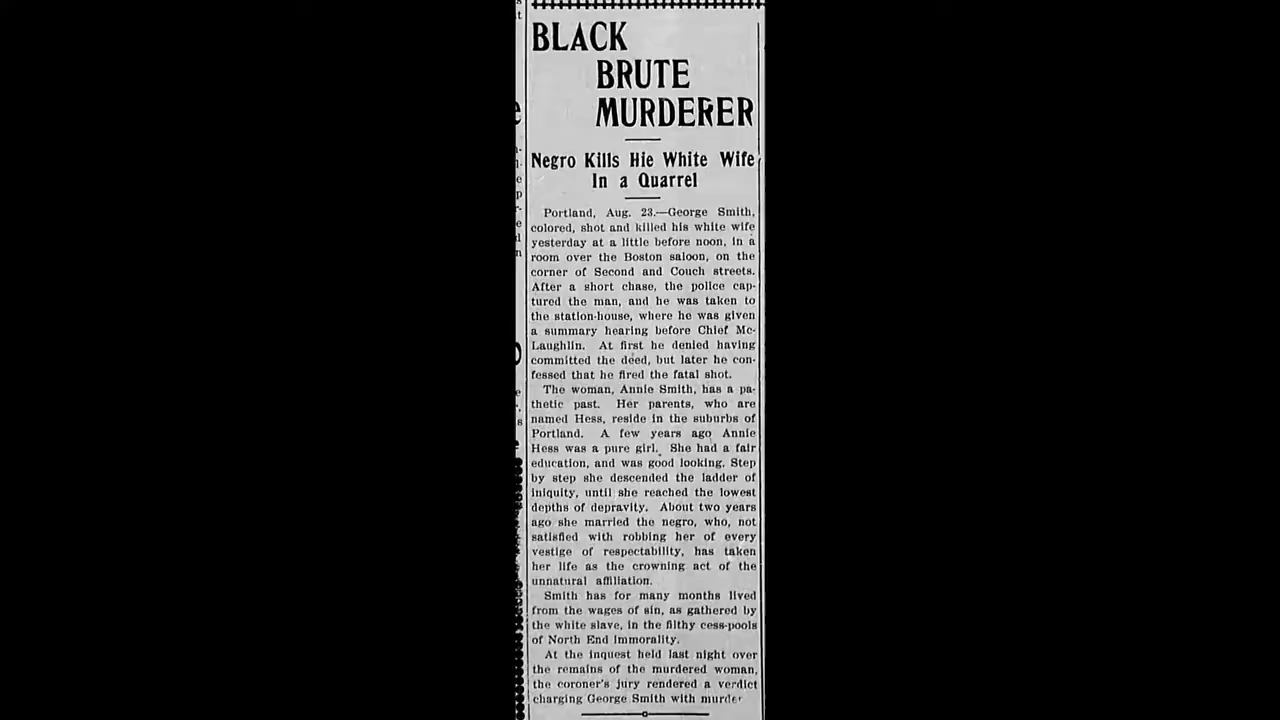 BLACK
BRUTE
MURDERER
Negro Kills Hie White Wife
In a Quarrel
Portland, Aug. 23.—George Smith,
colored, shot and killed his white wife
yesterday at a little before noon, in a
room over the Boston saloon, on the
corner of Second and Couch streets.
After a short chase, the police cap-
tured the man, and he was taken to
the station-house, where he was given
a summary hearing before Chief Mc-
Laughlin. At first he denied having
committed the deed, but later he con-
fessed that he fired the fatal shot.
The woman, Annie Smith, has a pa-
thetic past. Her parents, who are
named Hess, reside in the suburbs of
Portland. A few years ago Annie
Hess was a pure girl. She had a fair
education, and was good looking. Step
by step she descended the ladder of
iniquity, until she reached the lowest
depths of depravity. About two years
ago she married the negro, who, not
satisfied with robbing her of every
vestige of respectability, has taken
her life as the crowning act of the
unnatural affiliation.
Smith has for many months lived
from the wages of sin, as gathered by
the white slave, in the filthy cess-pools
of North End immorality.
At the inquest held last night over
the remains of the murdered woman,
the coroner's jury rendered a verdict
charging George Smith with murder